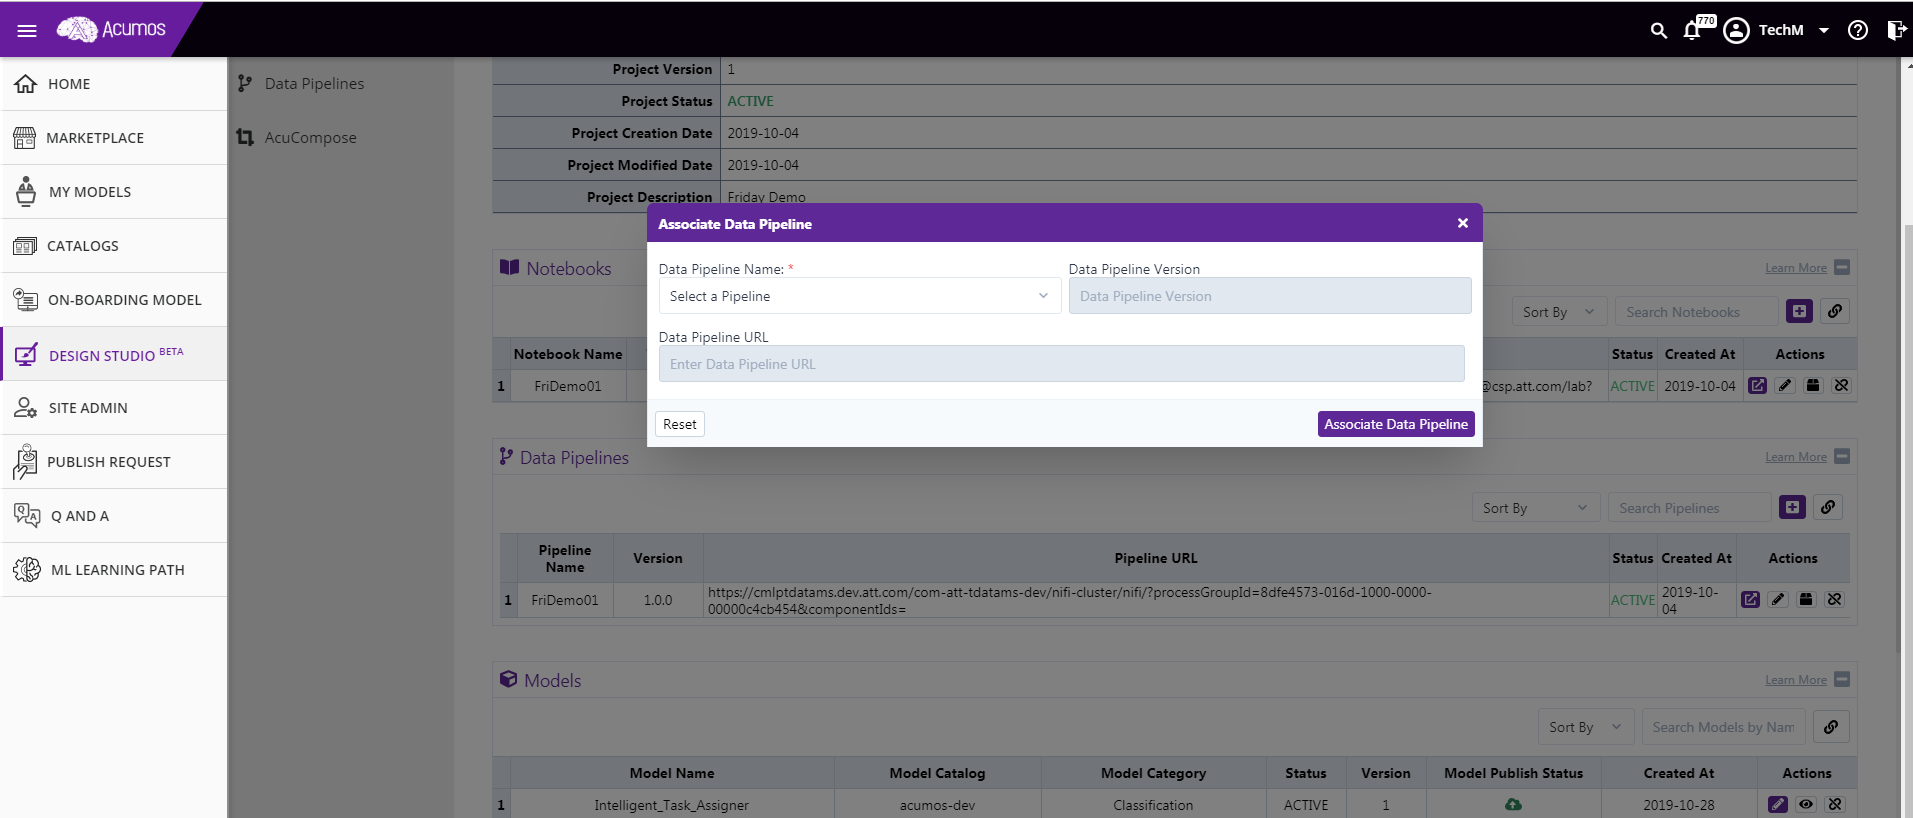 Acumos
770
TechM
HOME
MARKETPLACE
MY MODELS
CATALOGS
ON-BOARDING MODEL
DESIGN STUDIO BETA
SITE ADMIN
PUBLISH REQUEST
Q AND A
ML LEARNING PATH
Data Pipelines
AcuCompose
Project Version 1
Project Status ACTIVE
Project Creation Date 2019-10-04
Project Modified Date 2019-10-04
Project Description Friday Demo
Associate Data Pipeline
Data Pipeline Name: * Data Pipeline Version
Select a Pipeline Data Pipeline Version
Data Pipeline URL
Enter Data Pipeline URL
Reset Associate Data Pipeline
Notebooks Learn More
Sort By Search Notebooks
Notebook Name Status Created At Actions
1 FriDemo01 @csp.att.com/lab? ACTIVE 2019-10-04
Data Pipelines Learn More
Sort By Search Pipelines
Pipeline Name Version Pipeline URL Status Created At Actions
1 FriDemo01 1.0.0 https://cmlptdatams.dev.att.com/com-att-tdatams-dev/nifi-cluster/nifi/?processGroupId=8dfe4573-016d-1000-0000-
00000c4cb454&componentIds= ACTIVE 2019-10-
04
Models Learn More
Sort By Search Models by Nam
Model Name Model Catalog Model Category Status Version Model Publish Status Created At Actions
1 Intelligent_Task_Assigner acumos-dev Classification ACTIVE 1 2019-10-28